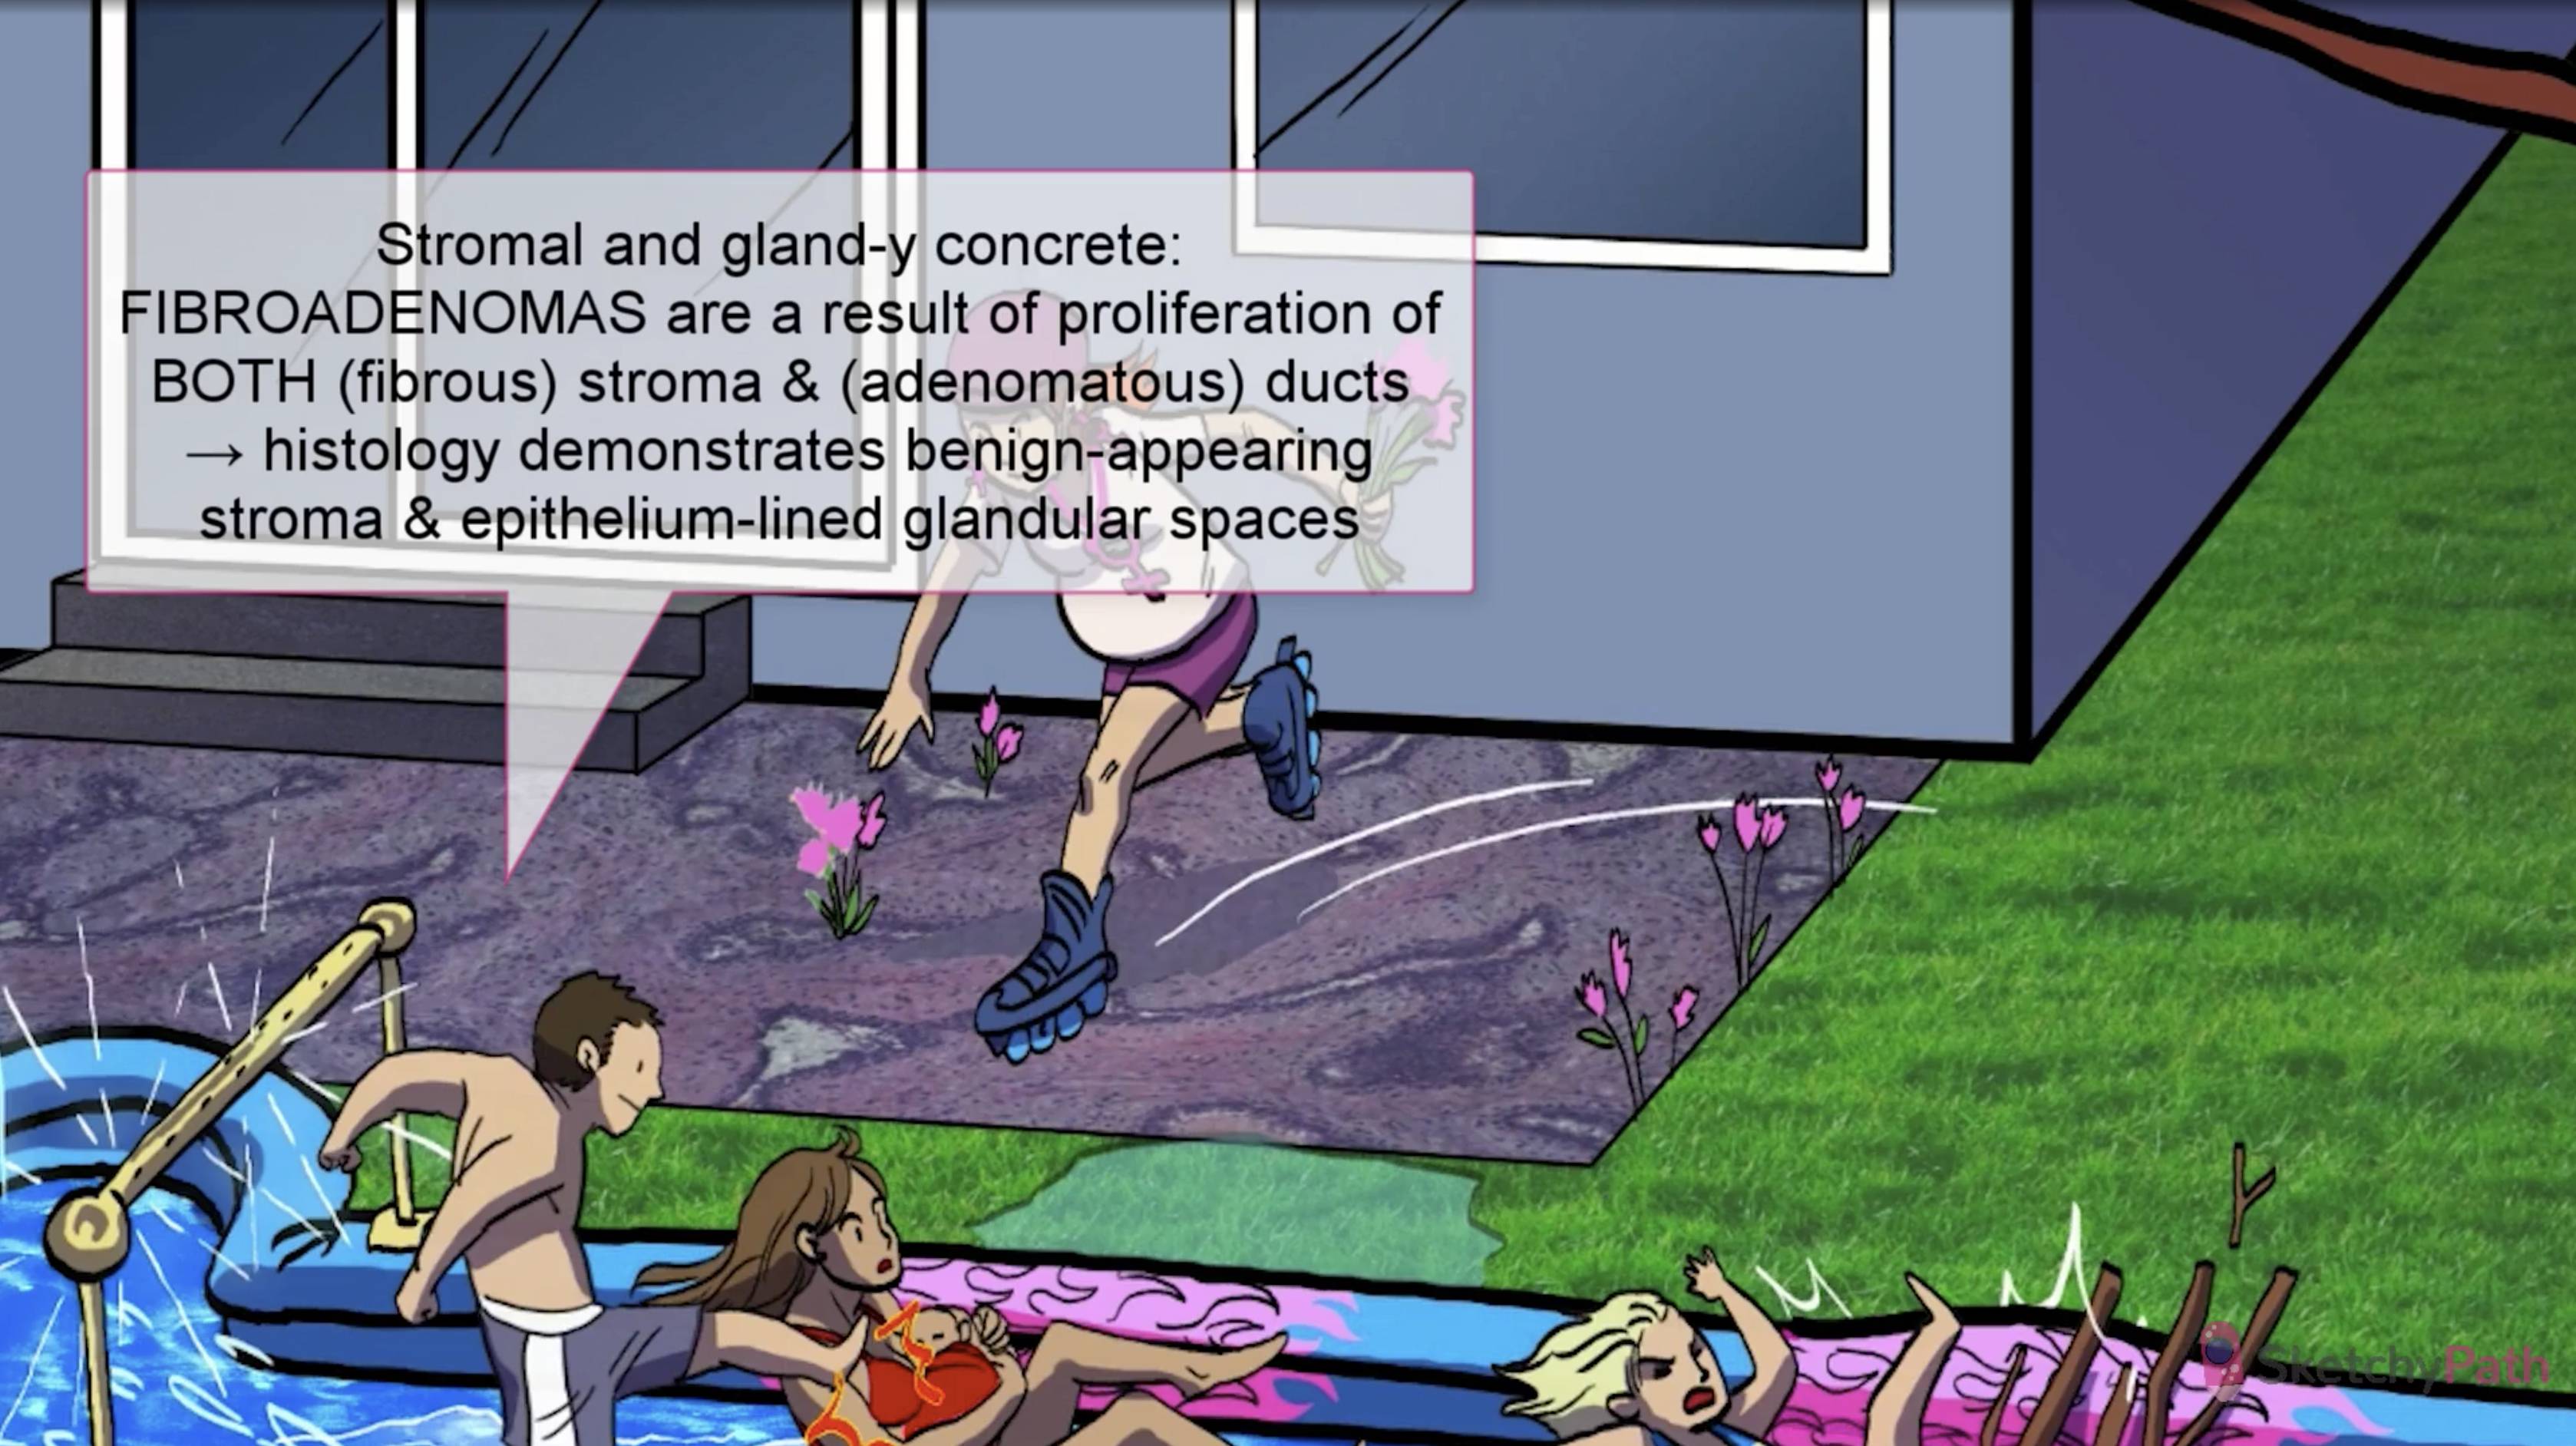 Stromal and gland-y concrete:
FIBROADENOMAS are a result of proliferation of
BOTH (fibrous) stroma & (adenomatous) ducts
→ histology demonstrates benign-appearing
stroma & epithelium-lined glandular spaces
SketchyPath